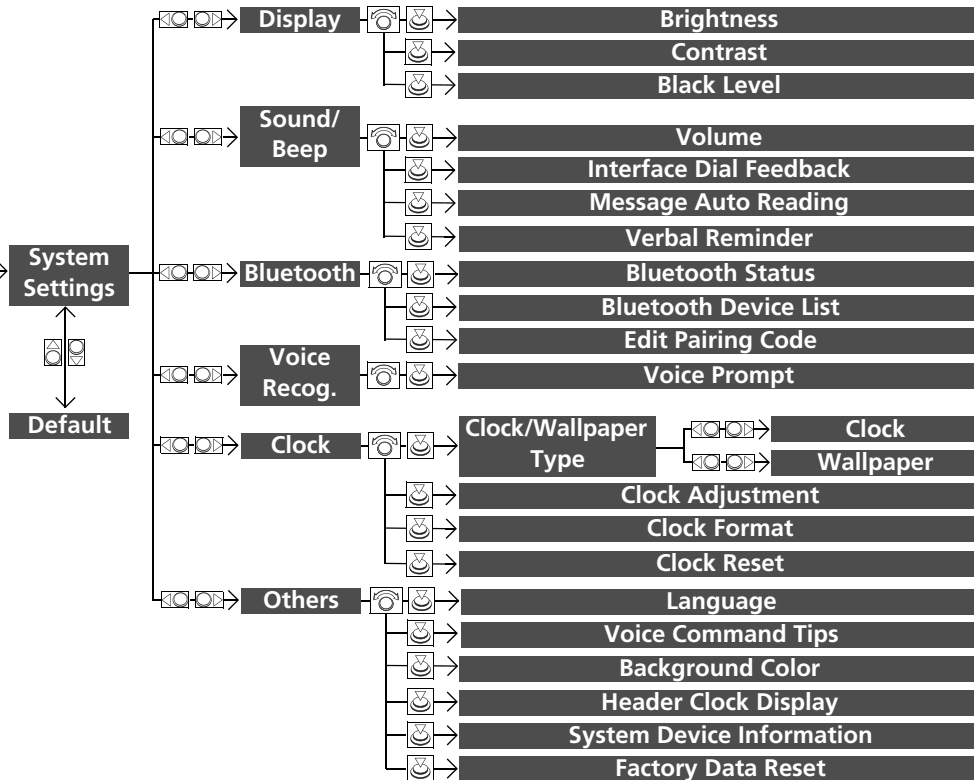 Display
Brightness
Contrast
Black Level
Sound/
Beep
Volume
Interface Dial Feedback
Message Auto Reading
Verbal Reminder
System
Settings
Bluetooth
Bluetooth Status
Bluetooth Device List
Edit Pairing Code
Voice
Recog.
Voice Prompt
Default
Clock
Clock/Wallpaper
Type
Clock
Wallpaper
Clock Adjustment
Clock Format
Clock Reset
Others
Language
Voice Command Tips
Background Color
Header Clock Display
System Device Information
Factory Data Reset